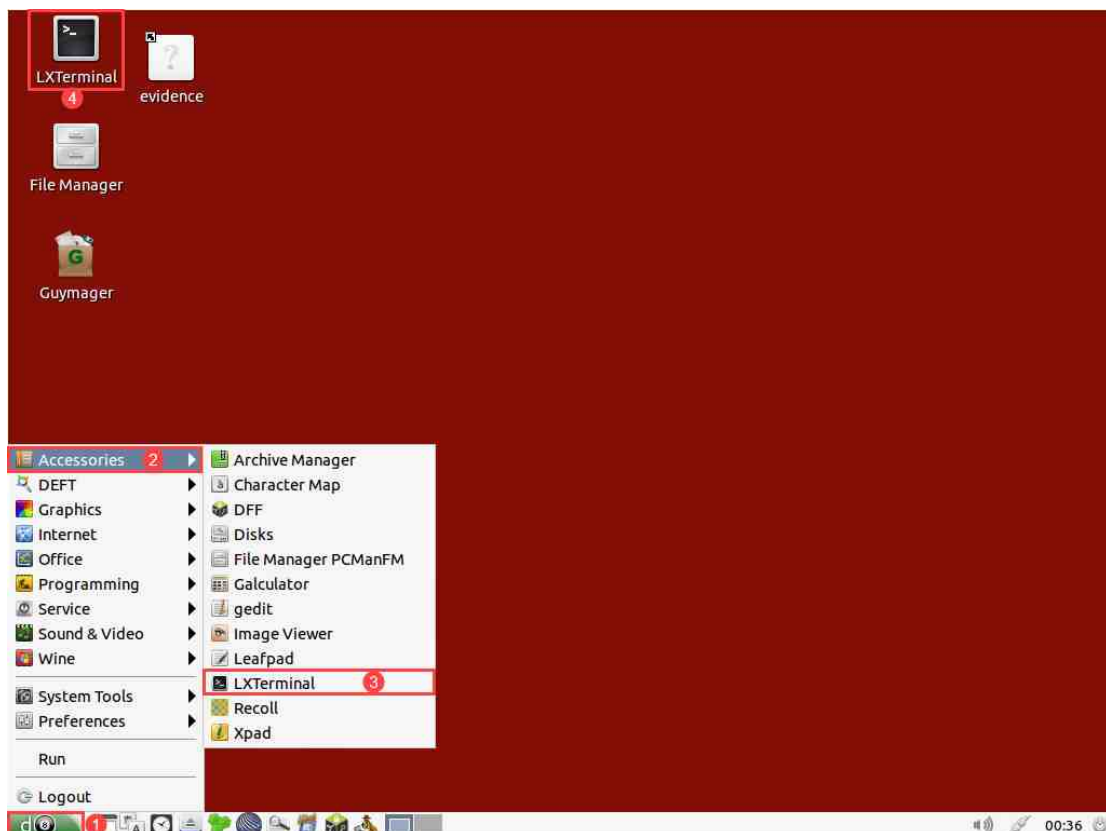 >_
LXTerminal
4
?
evidence
File Manager
G
Guymager
Accessories 2
DEFT
Graphics
Internet
Office
Programming
Service
Sound & Video
Wine
System Tools
Preferences
Run
Logout
Archive Manager
Character Map
DFF
Disks
File Manager PCManFM
Galculator
gedit
Image Viewer
Leafpad
LXTerminal 3
Recoll
Xpad
d8 1
00:36